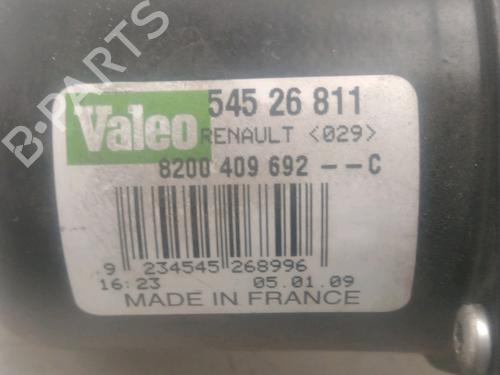 Valeo
545 26 811
RENAULT <029>
8200 409 692 --C
9 234545 268996
16:23 05.01.09
MADE IN FRANCE
B-PARTS